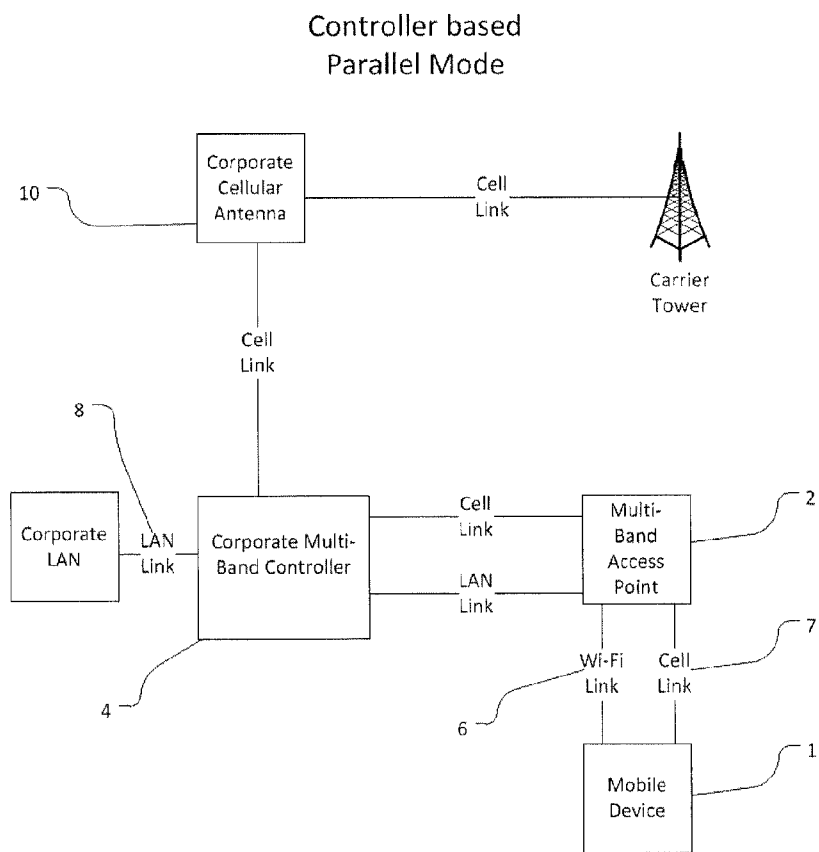 Controller based
Parallel Mode
Corporate
Cellular
Antenna
10
Cell
Link
Carrier
Tower
Cell
Link
8
Corporate
LAN
LAN
Link
Corporate Multi-
Band Controller
Cell
Link
LAN
Link
Multi-
Band
Access
Point
2
4
Wi-Fi
Link
6
Cell
Link
7
Mobile
Device
1